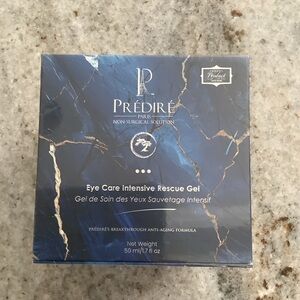 Product
PRÉDIRÉ
PARIS
NON-SURGICAL SOLUTION
Eye Care Intensive Rescue Gel
Gel de Soin des Yeux Sauvetage Intensif
PRÉDIRÉ'S BREAKTHROUGH ANTI-AGING FORMULA
Net Weight
50 ml/1.7 fl oz